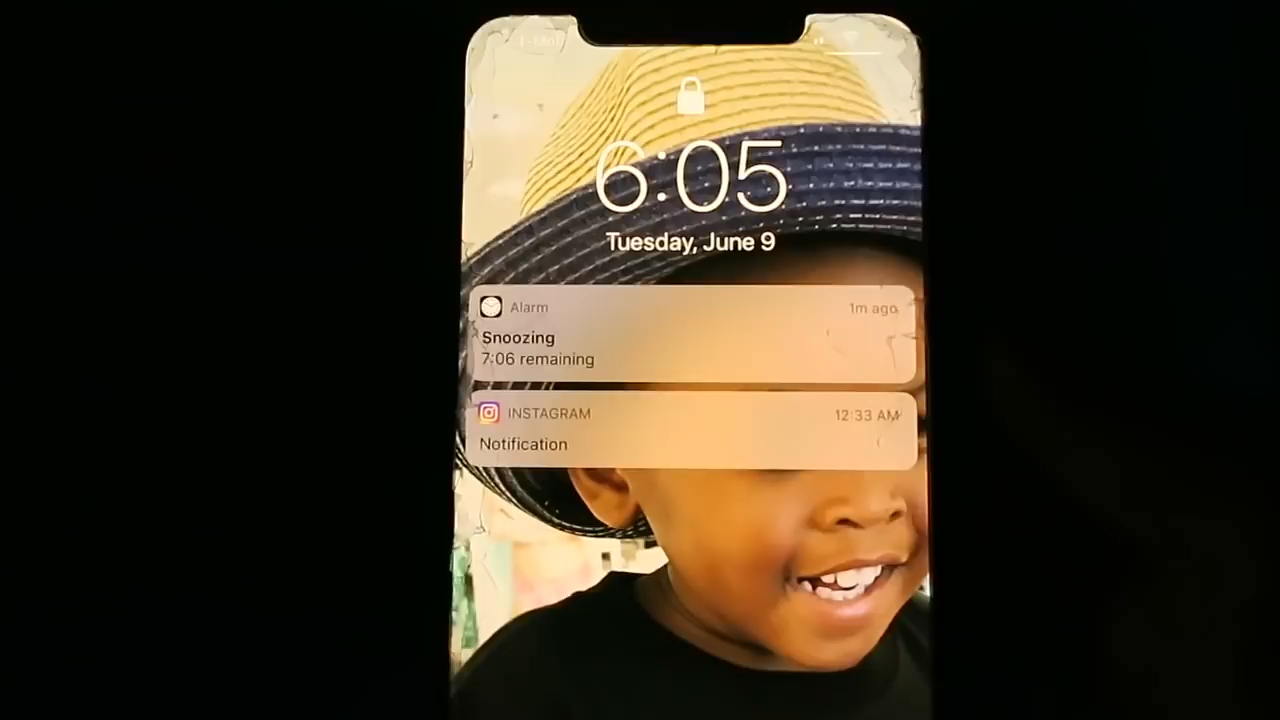 6:05
Tuesday, June 9
Alarm 1m ago
Snoozing
7:06 remaining
INSTAGRAM 12:33 AM
Notification